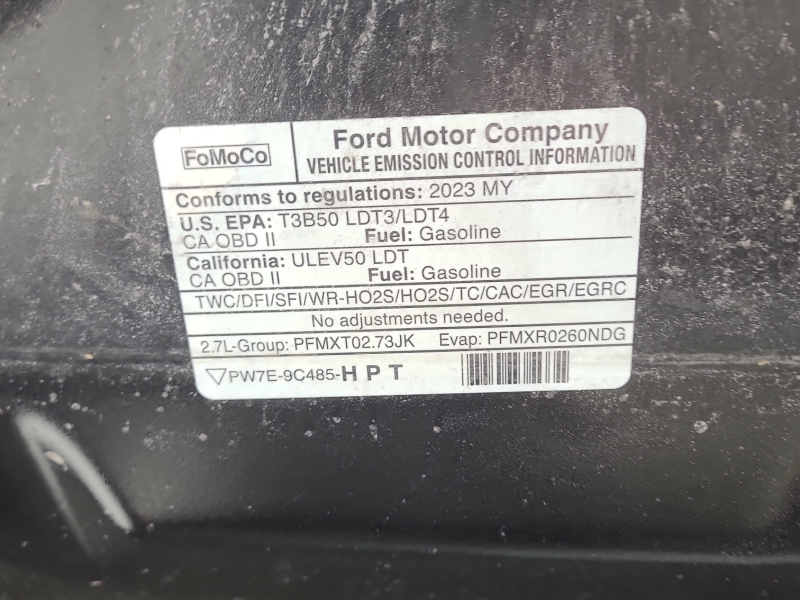 FoMoCo
Ford Motor Company
VEHICLE EMISSION CONTROL INFORMATION
Conforms to regulations: 2023 MY
U.S. EPA: T3B50 LDT3/LDT4
CA OBD II Fuel: Gasoline
California: ULEV50 LDT
CA OBD II Fuel: Gasoline
TWC/DFI/SFI/WR-HO2S/HO2S/TC/CAC/EGR/EGRC
No adjustments needed.
2.7L-Group: PFMXT02.73JK Evap: PFMXR0260NDG
PW7E-9C485-H P T